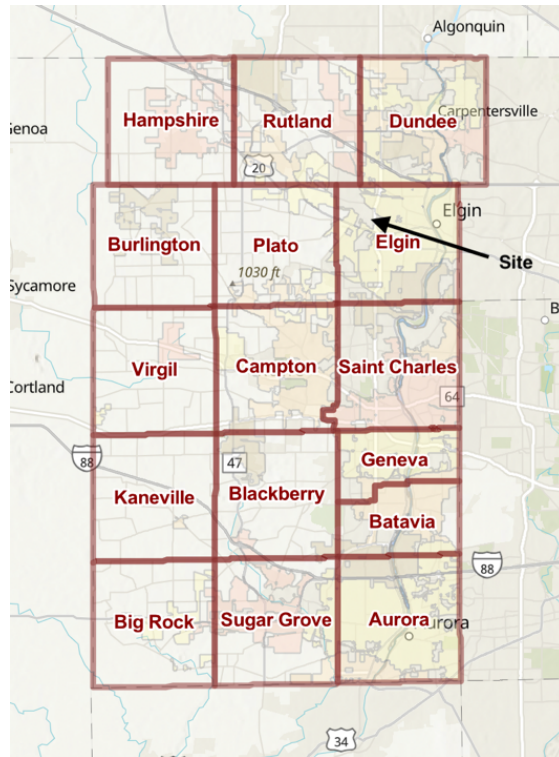 Algonquin
Hampshire
Rutland
Dundee
Carpentersville
Genoa
20
Burlington
Plato
Elgin
Elgin
1030 ft
Site
Sycamore
Virgil
Campton
Saint Charles
64
Cortland
Geneva
88
47
Kaneville
Blackberry
Batavia
88
Big Rock
Sugar Grove
Aurora
34